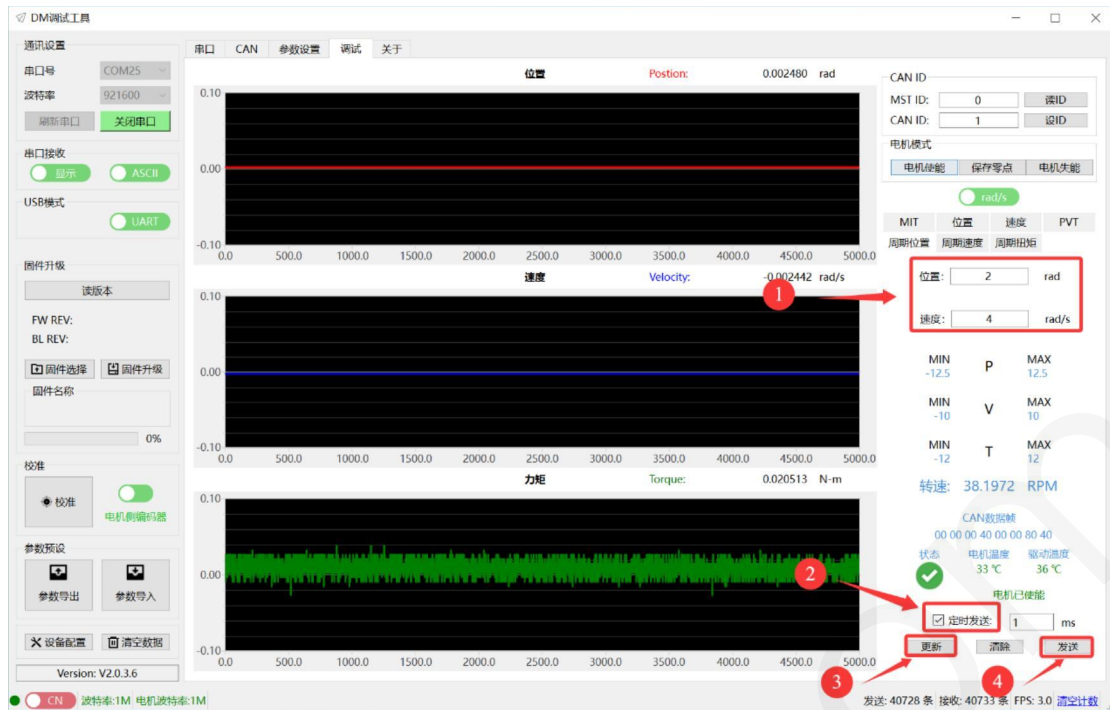 DM调试工具
通讯设置
串口号 COM25
波特率 921600
刷新串口 关闭串口
串口接收
显示 ASCII
USB模式
UART
固件升级
读版本
FW REV:
BL REV:
固件选择 固件升级
固件名称
0%
校准
校准
电机侧编码器
参数预设
参数导出 参数导入
设备配置 清空数据
Version: V2.0.3.6
串口 CAN 参数设置 调试 关于
位置 Postion: 0.002480 rad
0.10
0.00
-0.10
0.0 500.0 1000.0 1500.0 2000.0 2500.0 3000.0 3500.0 4000.0 4500.0 5000.0
速度 Velocity: -0.002442 rad/s
0.10
0.00
-0.10
0.0 500.0 1000.0 1500.0 2000.0 2500.0 3000.0 3500.0 4000.0 4500.0 5000.0
力矩 Torque: 0.020513 N-m
0.10
0.00
-0.10
0.0 500.0 1000.0 1500.0 2000.0 2500.0 3000.0 3500.0 4000.0 4500.0 5000.0
CAN ID
MST ID: 0 读ID
CAN ID: 1 设ID
电机模式
电机使能 保存零点 电机失能
rad/s
MIT 位置 速度 PVT
周期位置 周期速度 周期扭矩
1
位置: 2 rad
速度: 4 rad/s
MIN P MAX
-12.5 12.5
MIN V MAX
-10 10
MIN T MAX
-12 12
转速: 38.1972 RPM
CAN数据帧
00 00 00 40 00 00 80 40
状态 电机温度 驱动温度
33 ℃ 36 ℃
电机已使能
2
定时发送: 1 ms
更新 清除 发送
3
4
CN 波特率:1M 电机波特率:1M
发送: 40728 条 接收: 40733 条 FPS: 3.0 清空计数